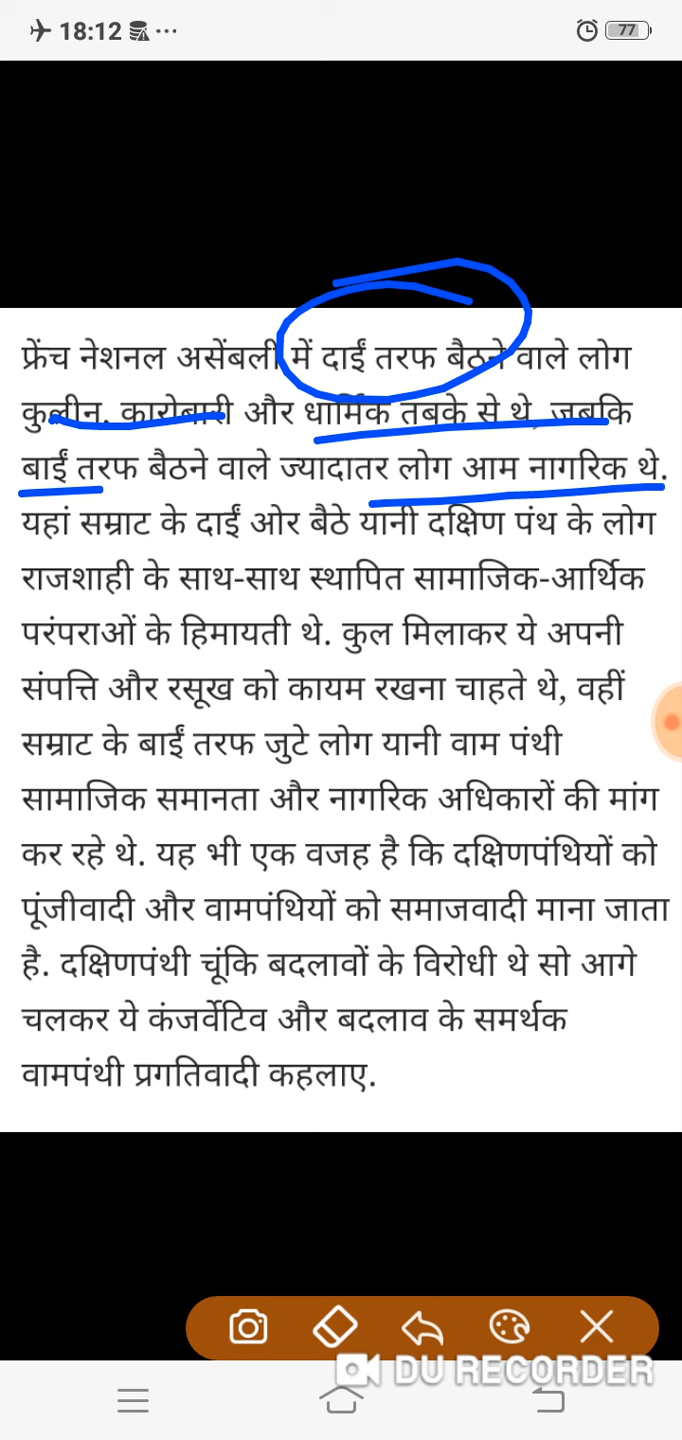 18:12 ...
77
फ्रेंच नेशनल असेंबली में दाईं तरफ बैठने वाले लोग
कुलीन, कारोबारी और धार्मिक तबके से थे, जबकि
बाईं तरफ बैठने वाले ज्यादातर लोग आम नागरिक थे.
यहां सम्राट के दाईं ओर बैठे यानी दक्षिण पंथ के लोग
राजशाही के साथ-साथ स्थापित सामाजिक-आर्थिक
परंपराओं के हिमायती थे. कुल मिलाकर ये अपनी
संपत्ति और रसूख को कायम रखना चाहते थे, वहीं
सम्राट के बाईं तरफ जुटे लोग यानी वाम पंथी
सामाजिक समानता और नागरिक अधिकारों की मांग
कर रहे थे. यह भी एक वजह है कि दक्षिणपंथियों को
पूंजीवादी और वामपंथियों को समाजवादी माना जाता
है. दक्षिणपंथी चूंकि बदलावों के विरोधी थे सो आगे
चलकर ये कंजर्वेटिव और बदलाव के समर्थक
वामपंथी प्रगतिवादी कहलाए.
DU RECORDER